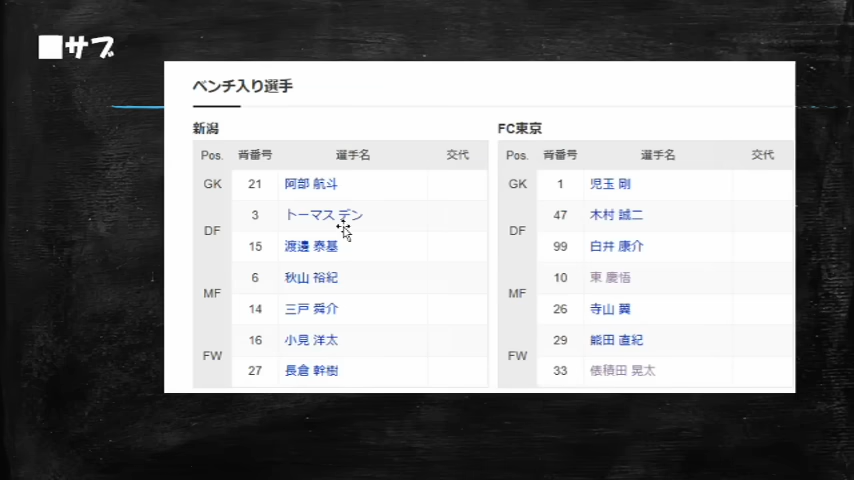 ■サブ
ベンチ入り選手
新潟
Pos. 背番号 選手名 交代
GK 21 阿部 航斗
DF 3 トーマス デン
15 渡邊 泰基
MF 6 秋山 裕紀
14 三戸 舜介
FW 16 小見 洋太
27 長倉 幹樹
FC東京
Pos. 背番号 選手名 交代
GK 1 児玉 剛
DF 47 木村 誠二
99 白井 康介
MF 10 東 慶悟
26 寺山 翼
FW 29 熊田 直紀
33 俵積田 晃太